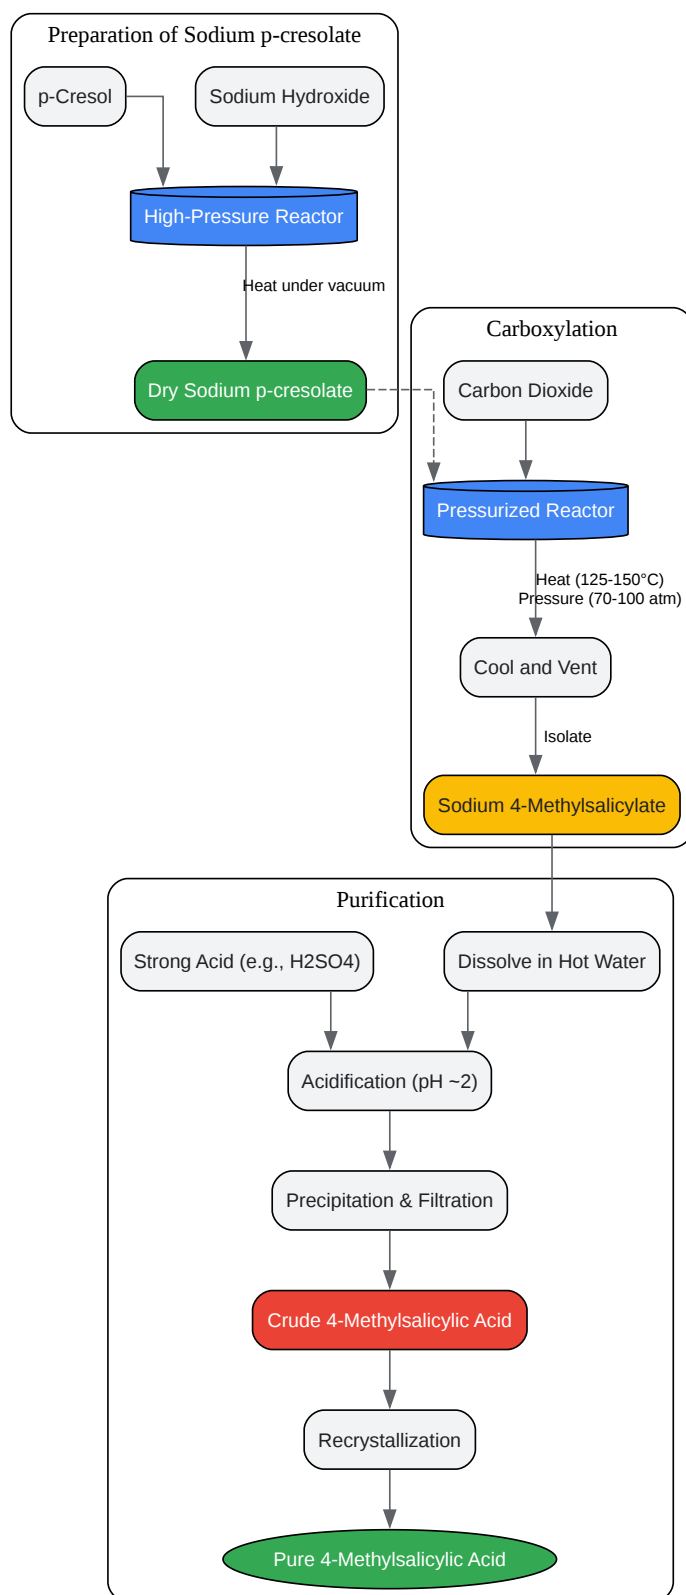 Preparation of Sodium p-cresolate
p-Cresol
Sodium Hydroxide
High-Pressure Reactor
Heat under vacuum
Dry Sodium p-cresolate
Carboxylation
Carbon Dioxide
Pressurized Reactor
Heat (125-150°C)
Pressure (70-100 atm)
Cool and Vent
Isolate
Sodium 4-Methylsalicylate
Purification
Strong Acid (e.g., H2SO4)
Dissolve in Hot Water
Acidification (pH ~2)
Precipitation & Filtration
Crude 4-Methylsalicylic Acid
Recrystallization
Pure 4-Methylsalicylic Acid